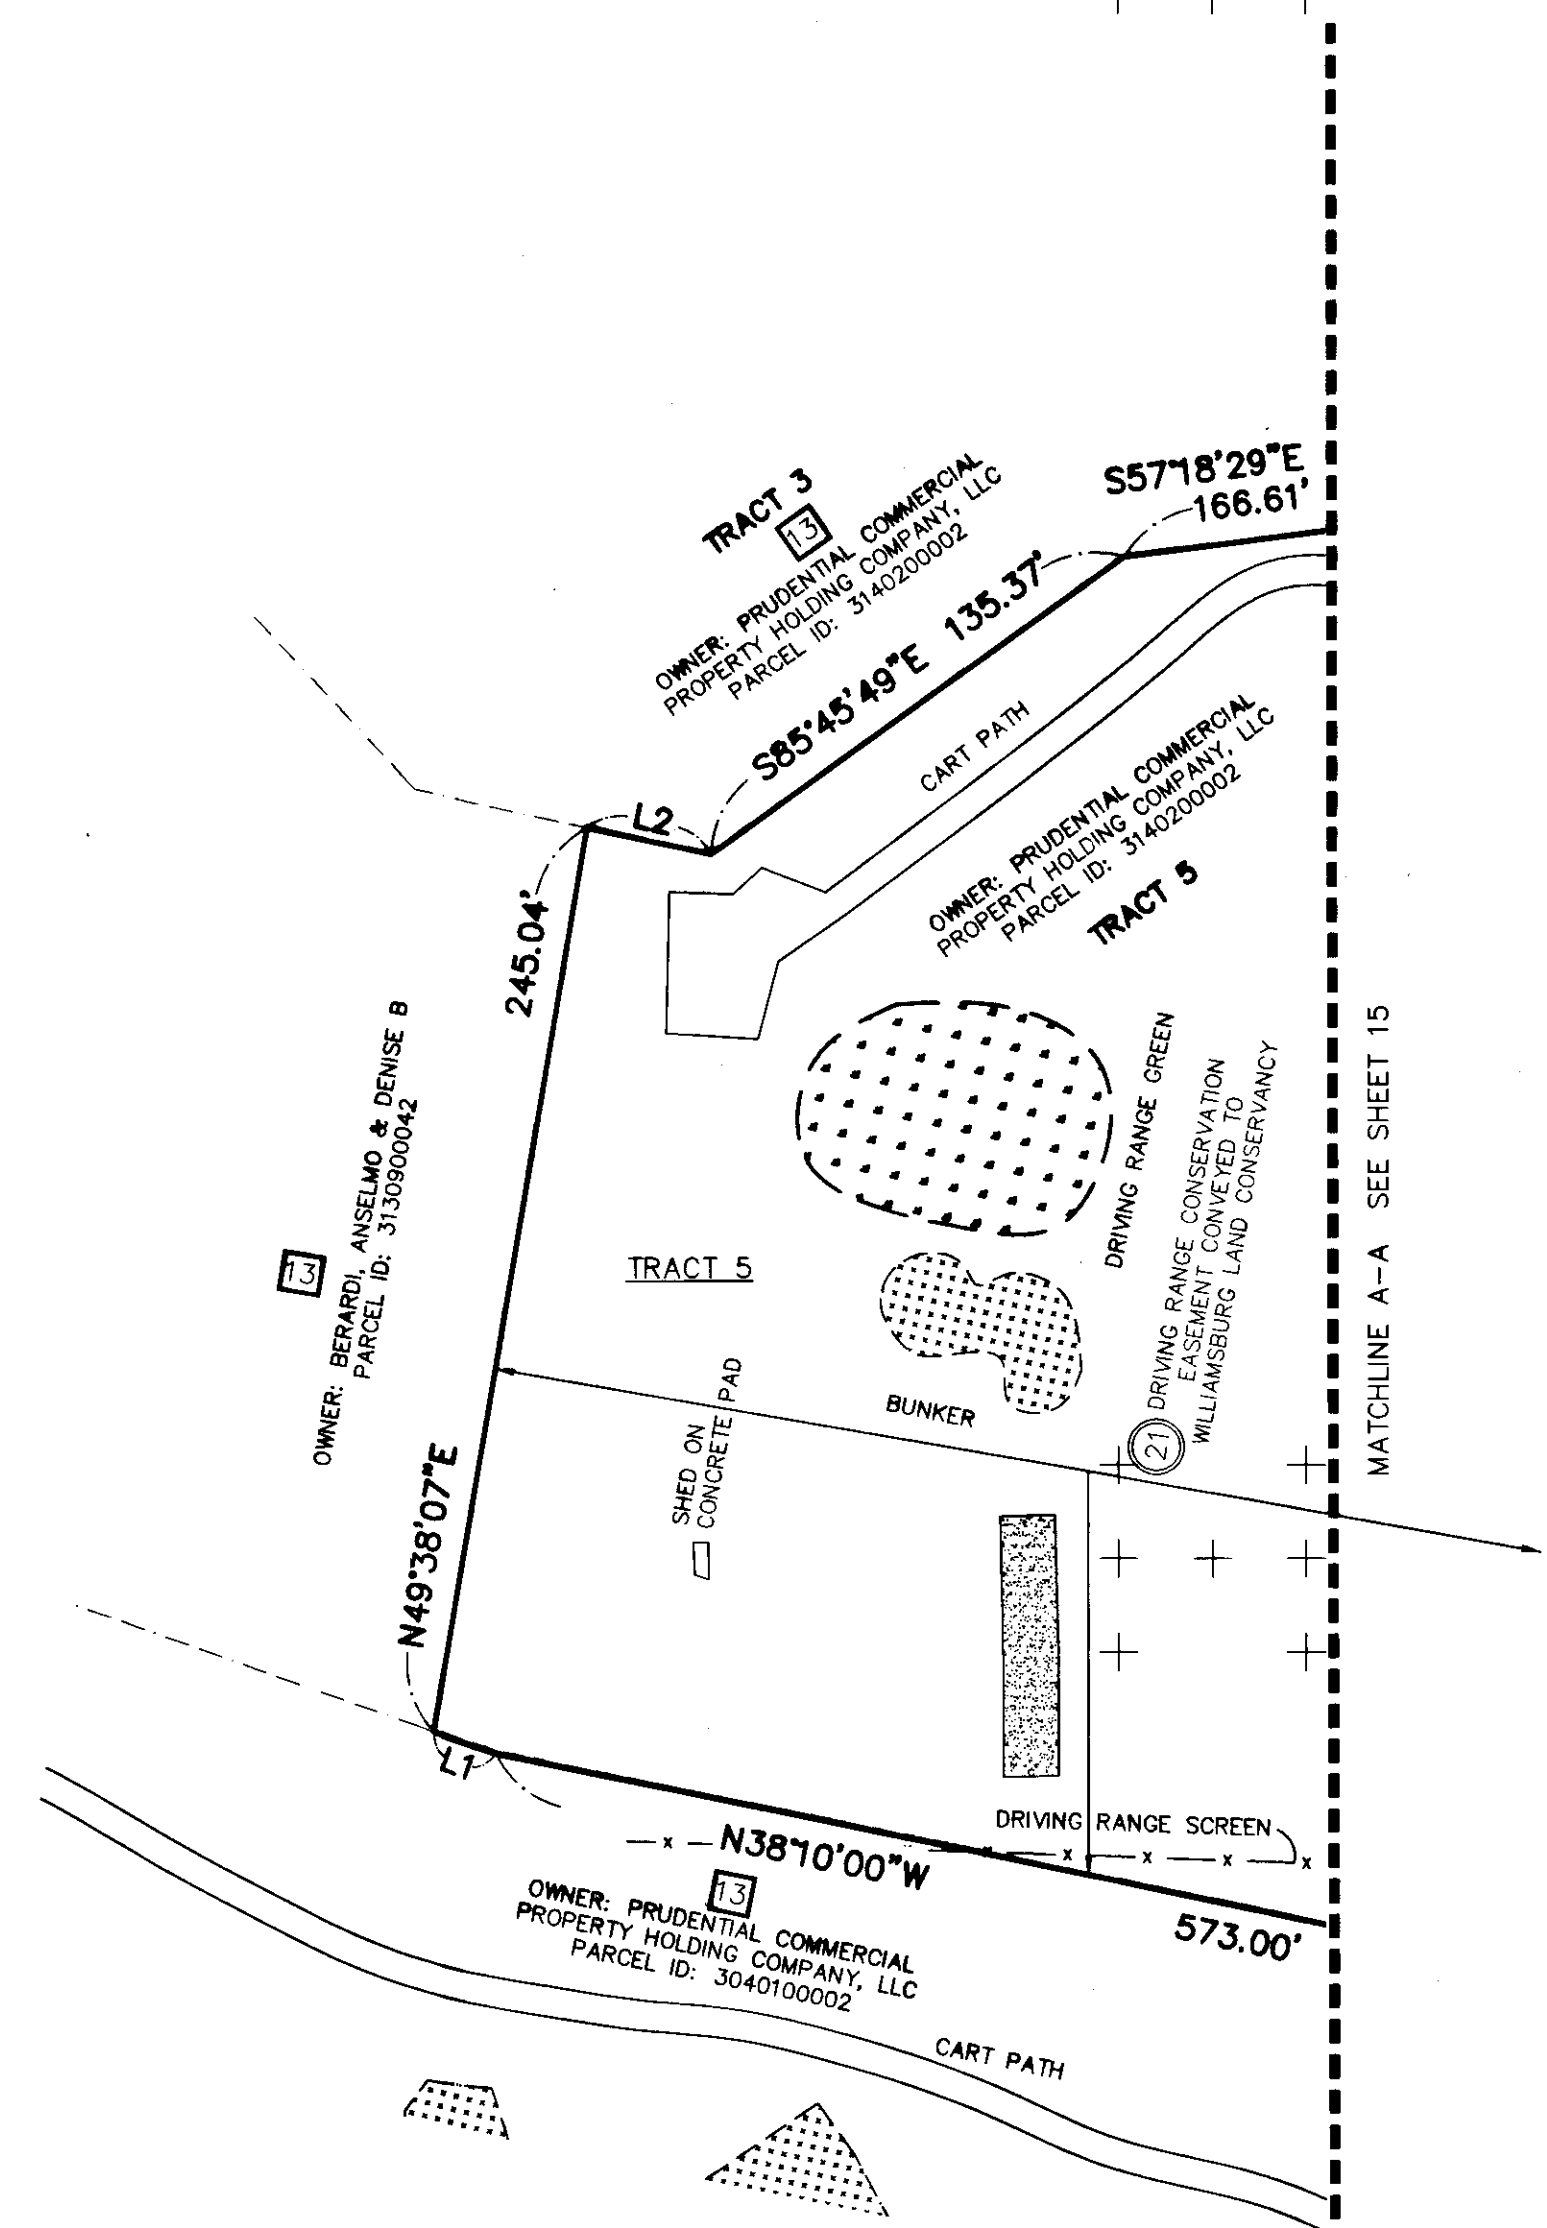 S57°18'29"E
166.61'
TRACT 3
13
OWNER: PRUDENTIAL COMMERCIAL
PROPERTY HOLDING COMPANY, LLC
PARCEL ID: 3140200002
S85°45'49"E 135.37'
CART PATH
OWNER: PRUDENTIAL COMMERCIAL
PROPERTY HOLDING COMPANY, LLC
PARCEL ID: 3140200002
TRACT 5
L2
245.04'
N49°38'07"E
13
OWNER: BERARDI, ANSELMO & DENISE B
PARCEL ID: 3130900042
TRACT 5
DRIVING RANGE GREEN
21 DRIVING RANGE CONSERVATION
EASEMENT CONVEYED TO
WILLIAMSBURG LAND CONSERVANCY
MATCHLINE A-A SEE SHEET 15
BUNKER
SHED ON
CONCRETE PAD
L1
DRIVING RANGE SCREEN
x x x x x x
N38°10'00"W
573.00'
13
OWNER: PRUDENTIAL COMMERCIAL
PROPERTY HOLDING COMPANY, LLC
PARCEL ID: 3040100002
CART PATH